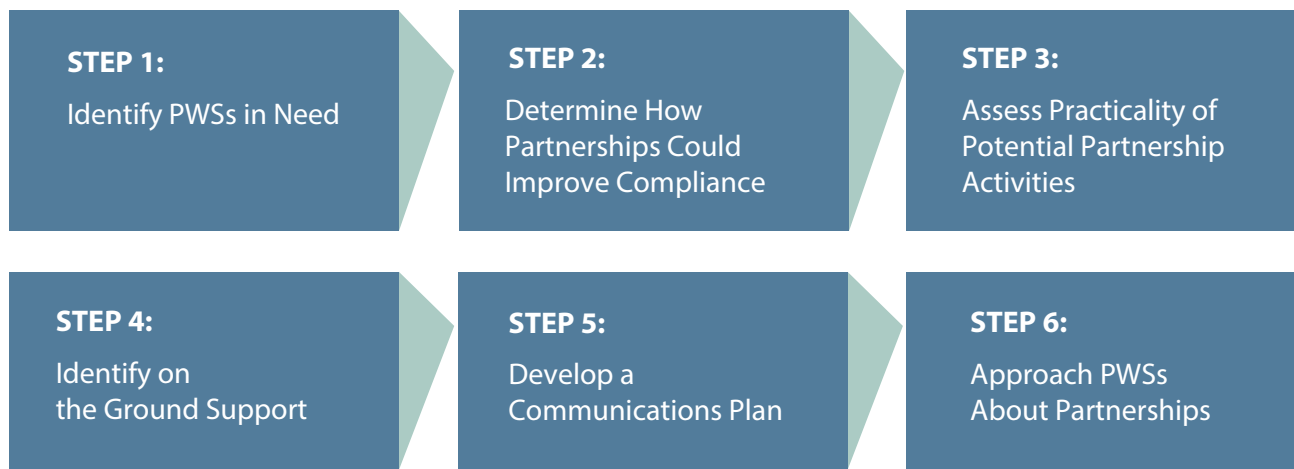 STEP 1:
Identify PWSs in Need
STEP 2:
Determine How
Partnerships Could
Improve Compliance
STEP 3:
Assess Practicality of
Potential Partnership
Activities
STEP 4:
Identify on
the Ground Support
STEP 5:
Develop a
Communications Plan
STEP 6:
Approach PWSs
About Partnerships